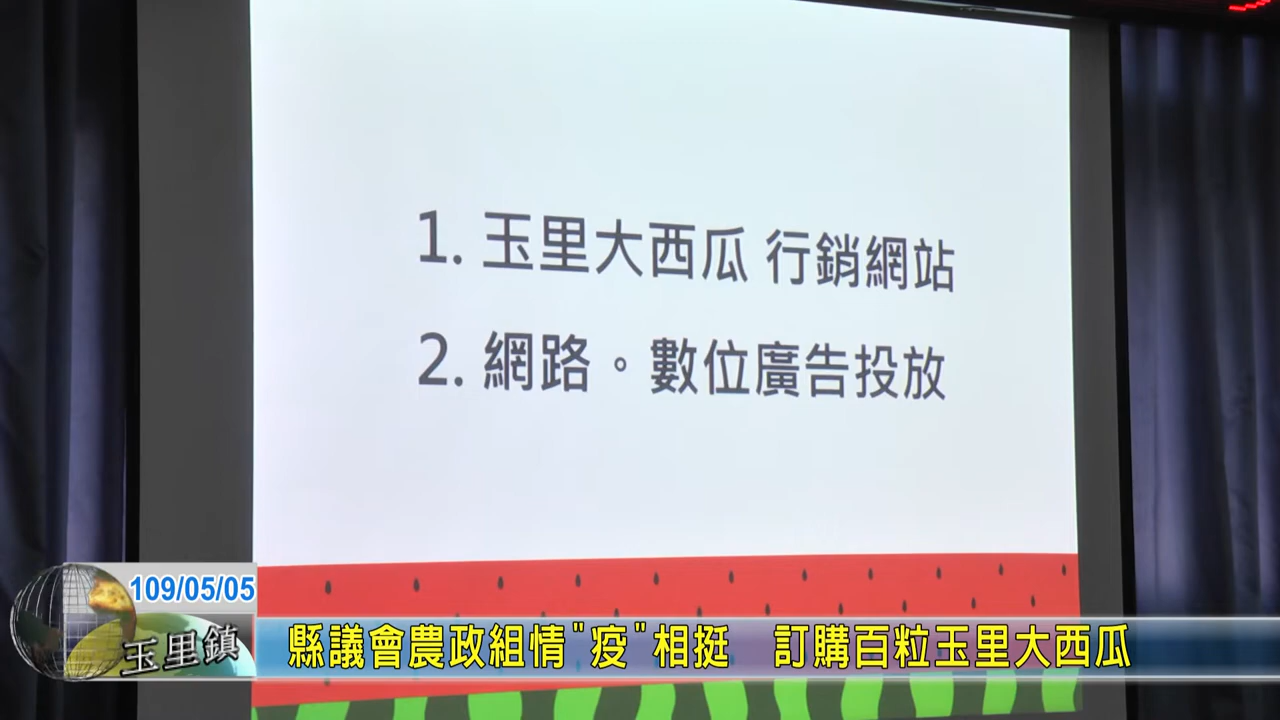 1. 玉里大西瓜 行銷網站
2. 網路。數位廣告投放
109/05/05
玉里鎮
縣議會農政組情"疫"相挺 訂購百粒玉里大西瓜